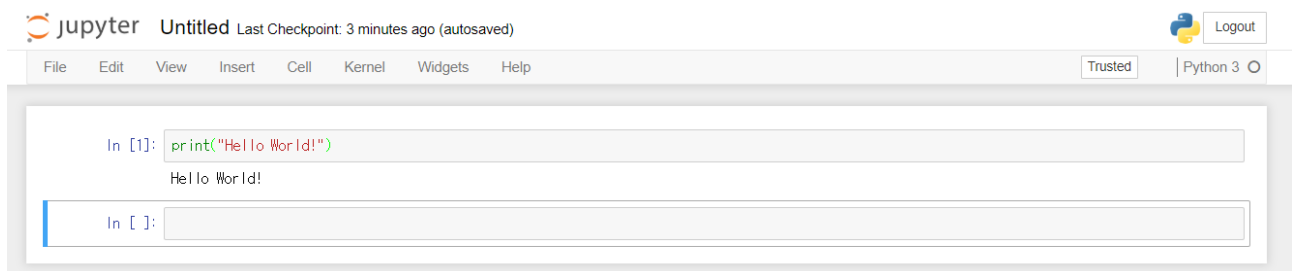 jupyter Untitled Last Checkpoint: 3 minutes ago (autosaved) Logout
File Edit View Insert Cell Kernel Widgets Help Trusted Python 3
In [1]: print("Hello World!")
Hello World!
In [ ]: